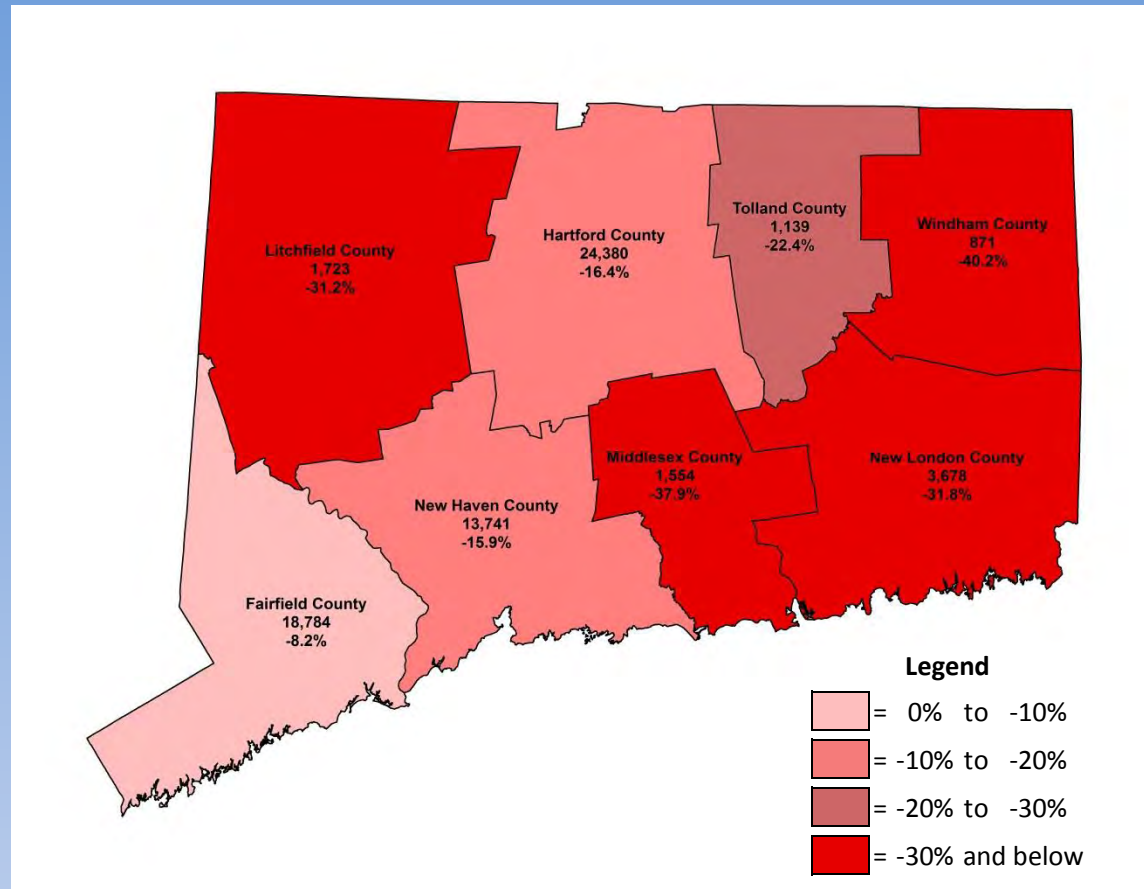 Litchfield County
1,723
-31.2%
Hartford County
24,380
-16.4%
Tolland County
1,139
-22.4%
Windham County
871
-40.2%
Fairfield County
18,784
-8.2%
New Haven County
13,741
-15.9%
Middlesex County
1,554
-37.9%
New London County
3,678
-31.8%
Legend
= 0% to -10%
= -10% to -20%
= -20% to -30%
= -30% and below